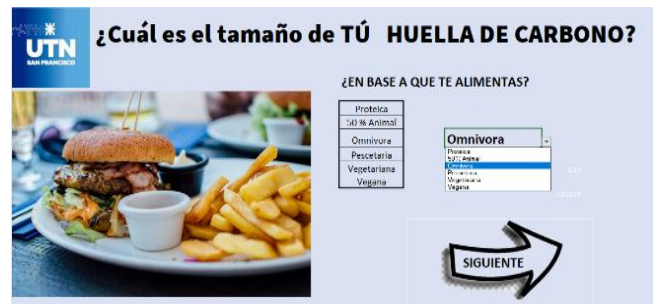 UTN
SAN FRANCISCO
¿Cuál es el tamaño de TÚ HUELLA DE CARBONO?
¿EN BASE A QUE TE ALIMENTAS?
Proteica
50 % Animal
Omnivora
Pescetaria
Vegetariana
Vegana
Omnivora
Proteica
50 % Animal
Omnivora
Pescetaria
Vegetariana
Vegana
SIGUIENTE